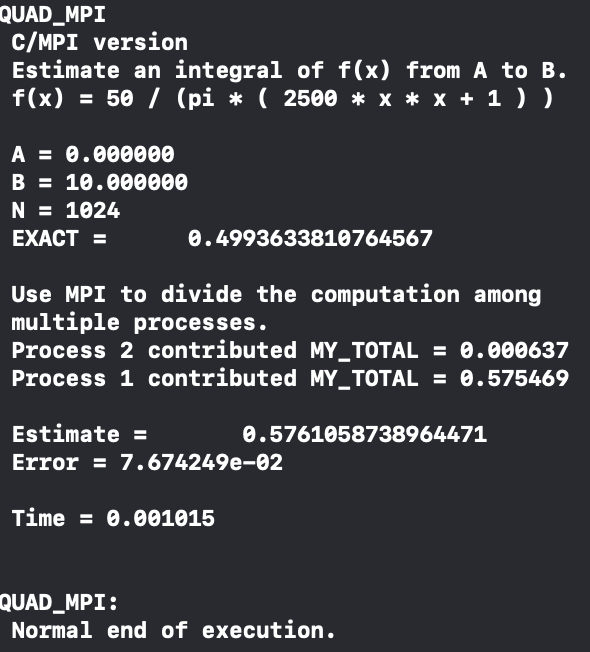 QUAD_MPI
C/MPI version
Estimate an integral of f(x) from A to B.
f(x) = 50 / (pi * ( 2500 * x * x + 1 ) )
A = 0.000000
B = 10.000000
N = 1024
EXACT =      0.4993633810764567
Use MPI to divide the computation among
multiple processes.
Process 2 contributed MY_TOTAL = 0.000637
Process 1 contributed MY_TOTAL = 0.575469
Estimate =       0.5761058738964471
Error = 7.674249e-02
Time = 0.001015
QUAD_MPI:
Normal end of execution.